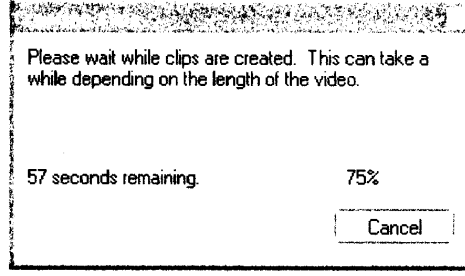 Please wait while clips are created. This can take a
while depending on the length of the video.
57 seconds remaining. 75%
Cancel